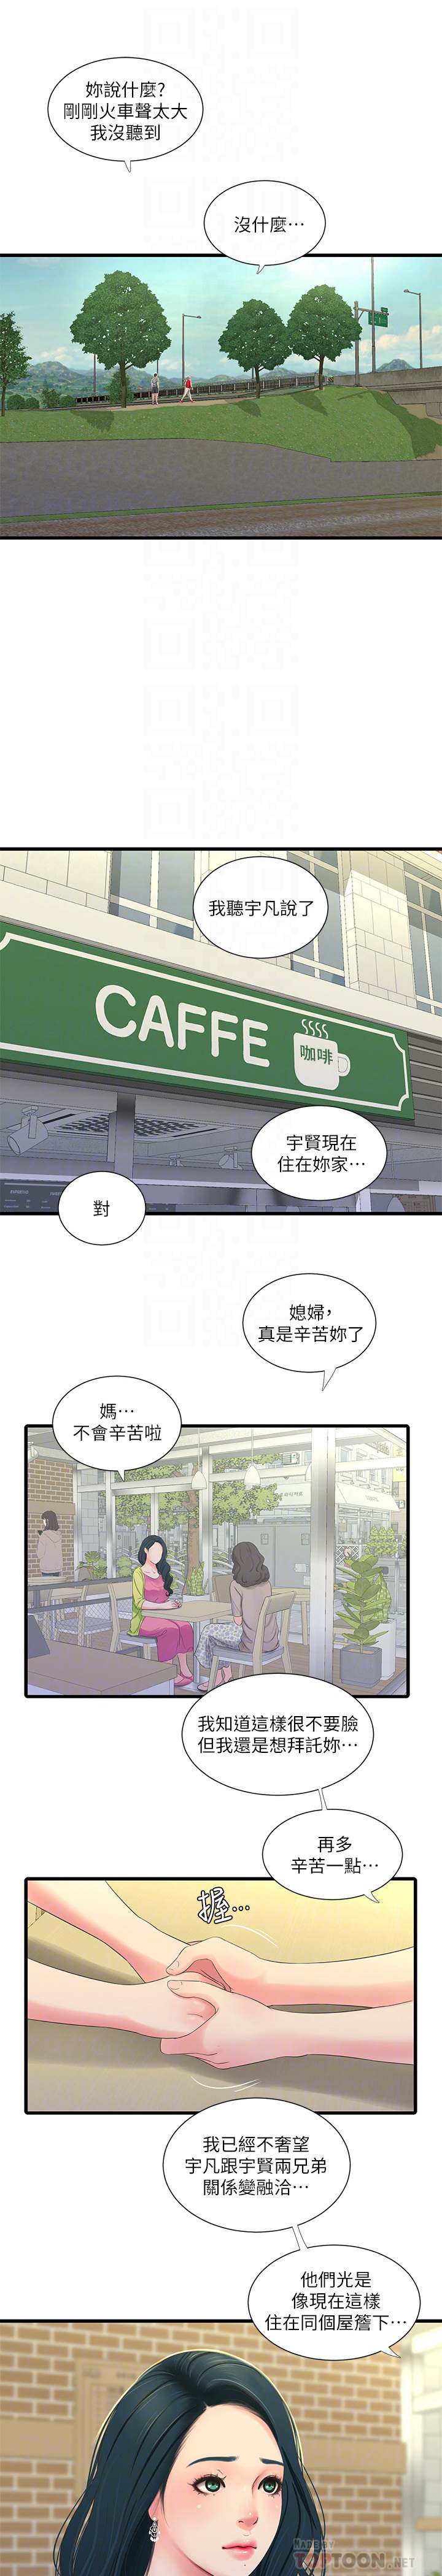 妳說什麼?
剛剛火車聲太大
我沒聽到
沒什麼…
我聽宇凡說了
CAFFE
咖啡
宇賢現在
住在妳家…
對
媳婦,
真是辛苦妳了
媽…
不會辛苦啦
我知道這樣很不要臉
但我還是想拜託妳…
再多
辛苦一點…
握…
我已經不奢望
宇凡跟宇賢兩兄弟
關係變融洽…
他們光是
像現在這樣
住在同個屋簷下…
Made by
TOPTOON.NET